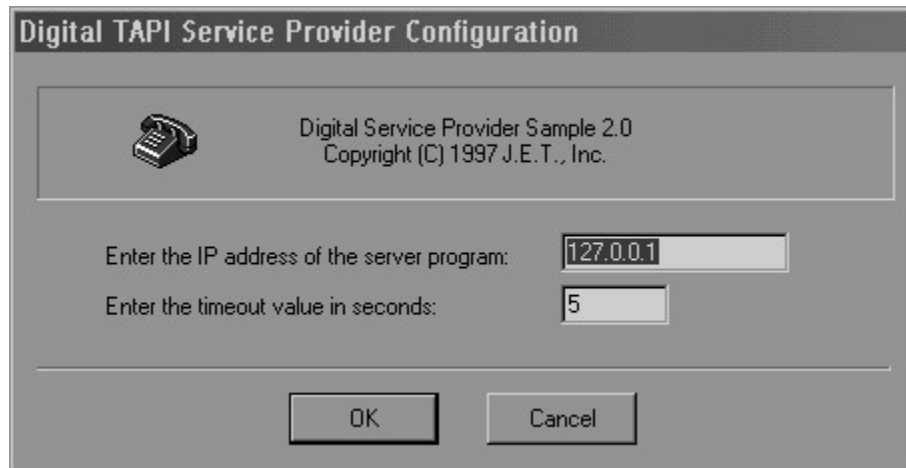 Digital TAPI Service Provider Configuration
Digital Service Provider Sample 2.0
Copyright (C) 1997 J.E.T., Inc.
Enter the IP address of the server program: 127.0.0.1
Enter the timeout value in seconds: 5
OK Cancel